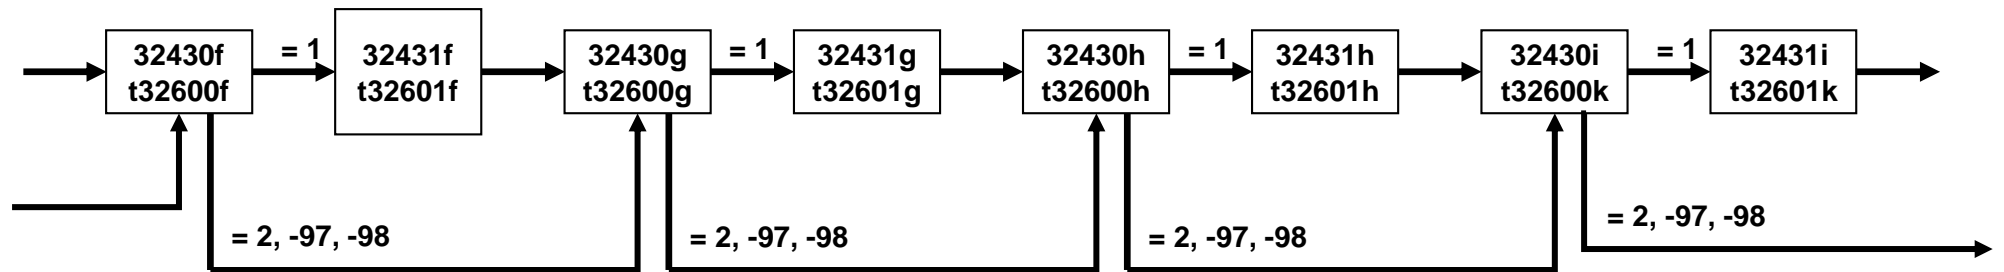 32430f
t32600f
= 1
32431f
t32601f
32430g
t32600g
= 1
32431g
t32601g
32430h
t32600h
= 1
32431h
t32601h
32430i
t32600k
= 1
32431i
t32601k
= 2, -97, -98
= 2, -97, -98
= 2, -97, -98
= 2, -97, -98